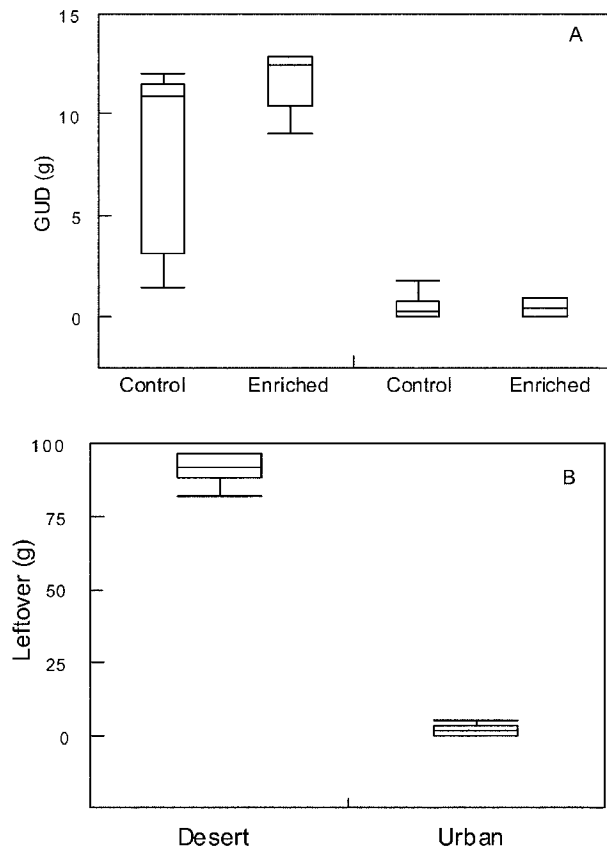 A
15
10
5
0
GUD (g)
Control Enriched Control Enriched
B
100
75
50
25
0
Leftover (g)
Desert Urban